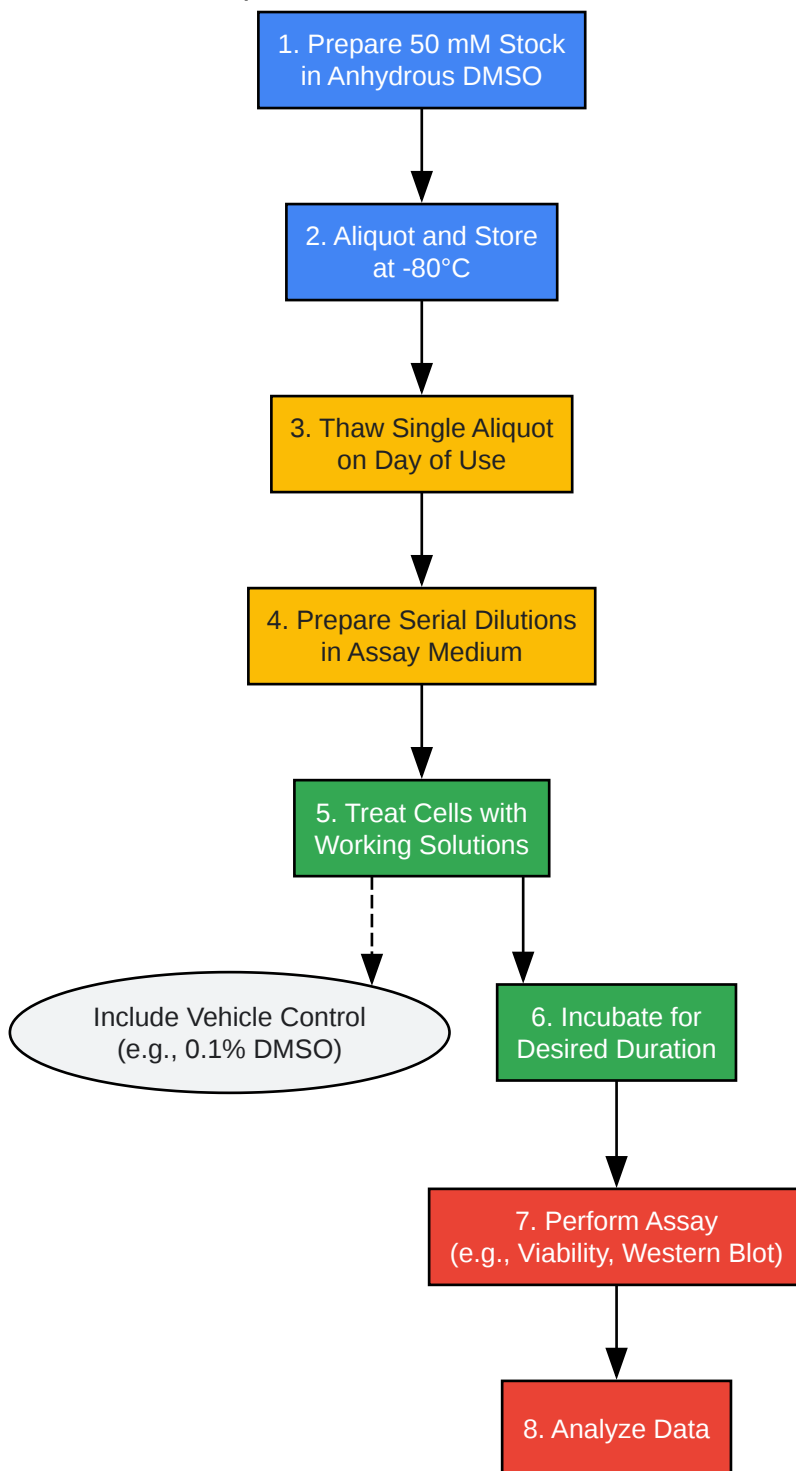 1. Prepare 50 mM Stock
in Anhydrous DMSO
2. Aliquot and Store
at -80°C
3. Thaw Single Aliquot
on Day of Use
4. Prepare Serial Dilutions
in Assay Medium
5. Treat Cells with
Working Solutions
Include Vehicle Control
(e.g., 0.1% DMSO)
6. Incubate for
Desired Duration
7. Perform Assay
(e.g., Viability, Western Blot)
8. Analyze Data